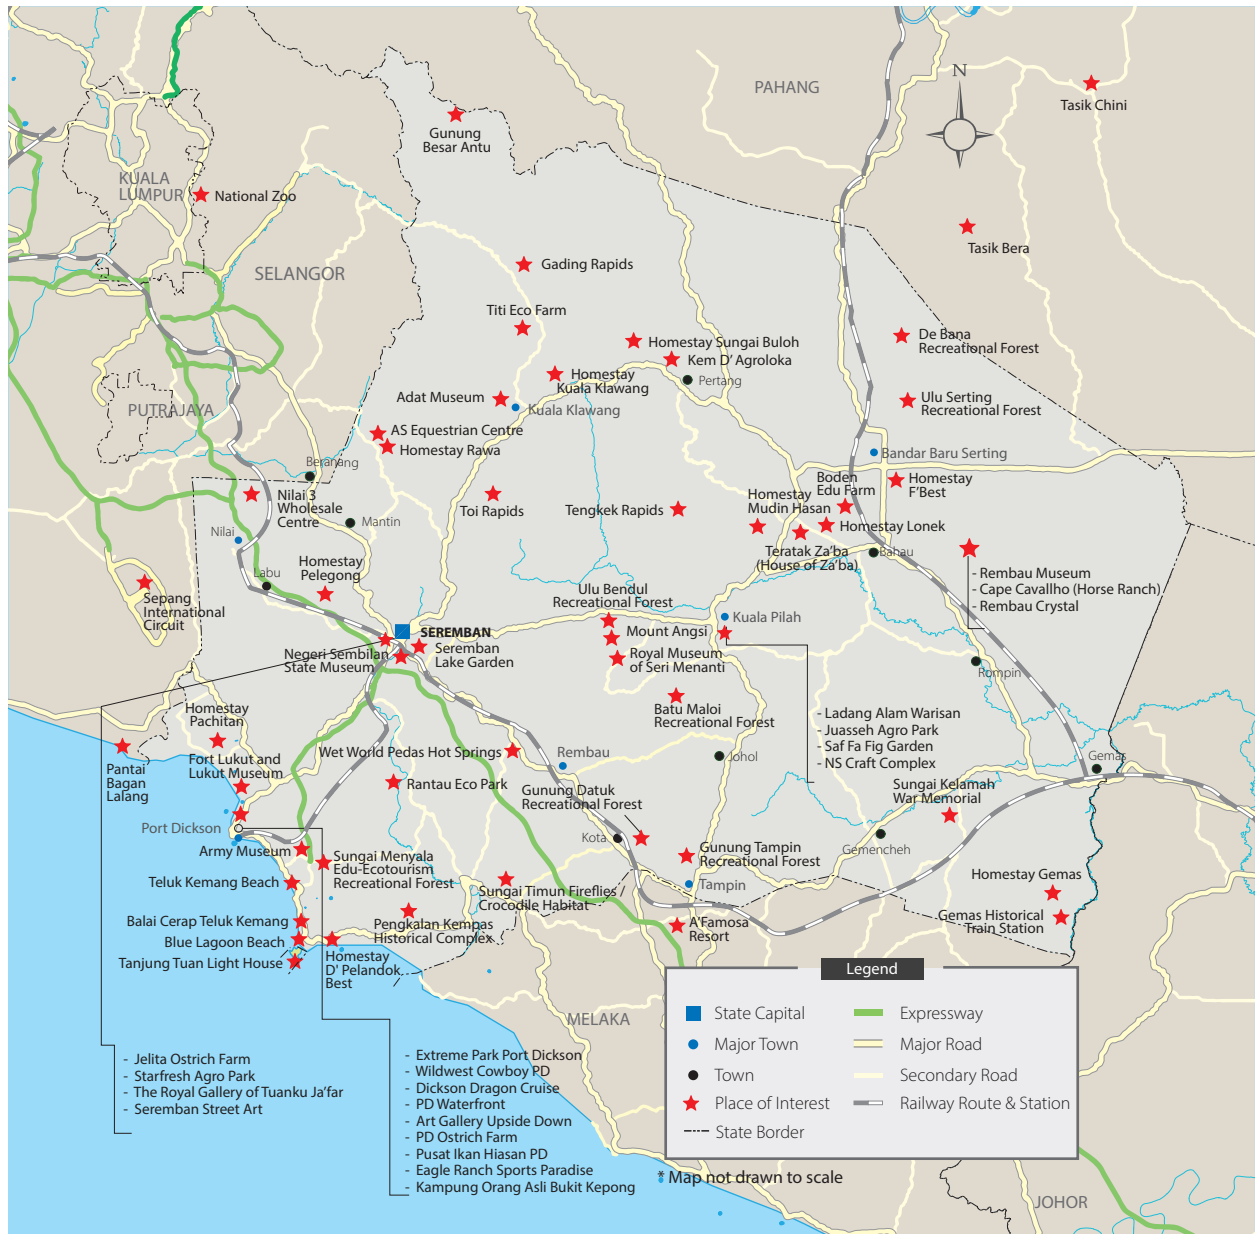 PAHANG
N
Tasik Chini
Gunung
Besar Antu
KUALA
LUMPUR
National Zoo
Tasik Bera
SELANGOR
Gading Rapids
Titi Eco Farm
De Bana
Recreational Forest
Homestay Sungai Buloh
Kem D' Agroloka
Pertang
Homestay
Kuala Klawang
Adat Museum
Kuala Klawang
Ulu Serting
Recreational Forest
PUTRAJAYA
AS Equestrian Centre
Homestay Rawa
Bandar Baru Serting
Beranang
Boden
Edu Farm
Homestay
F'Best
Nilai 3
Wholesale
Centre
Toi Rapids
Tengkek Rapids
Homestay
Mudin Hasan
Mantin
Homestay Lonek
Nilai
Teratak Za'ba
(House of Za'ba)
Bahau
Homestay
Pelegong
Labu
Sepang
International
Circuit
- Rembau Museum
- Cape Cavallho (Horse Ranch)
- Rembau Crystal
Ulu Bendul
Recreational Forest
Kuala Pilah
SEREMBAN
Mount Angsi
Seremban
Lake Garden
Negeri Sembilan
State Museum
Royal Museum
of Seri Menanti
Rompin
Batu Maloi
Recreational Forest
Homestay
Pachitan
- Ladang Alam Warisan
- Juasseh Agro Park
- Saf Fa Fig Garden
- NS Craft Complex
Wet World Pedas Hot Springs
Rembau
Johol
Gemas
Fort Lukut and
Lukut Museum
Pantai
Bagan
Lalang
Rantau Eco Park
Gunung Datuk
Recreational Forest
Sungai Kelamah
War Memorial
Port Dickson
Kota
Gemencheh
Army Museum
Gunung Tampin
Recreational Forest
Sungai Menyala
Edu-Ecotourism
Recreational Forest
Teluk Kemang Beach
Tampin
Homestay Gemas
Sungai Timun Fireflies /
Crocodile Habitat
Balai Cerap Teluk Kemang
Pengkalan Kempas
Historical Complex
A'Famosa
Resort
Gemas Historical
Train Station
Blue Lagoon Beach
Tanjung Tuan Light House
Homestay
D' Pelandok
Best
MELAKA
Legend
State Capital
Expressway
Major Town
Major Road
Town
Secondary Road
Place of Interest
Railway Route & Station
State Border
- Jelita Ostrich Farm
- Starfresh Agro Park
- The Royal Gallery of Tuanku Ja'far
- Seremban Street Art
- Extreme Park Port Dickson
- Wildwest Cowboy PD
- Dickson Dragon Cruise
- PD Waterfront
- Art Gallery Upside Down
- PD Ostrich Farm
- Pusat Ikan Hiasan PD
- Eagle Ranch Sports Paradise
- Kampung Orang Asli Bukit Kepong
* Map not drawn to scale
JOHOR